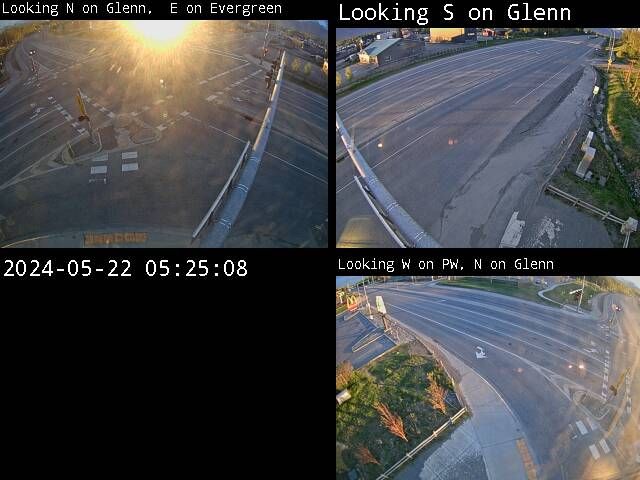 Looking N on Glenn,  E on Evergreen
Looking S on Glenn
2024-05-22 05:25:08
Looking W on PW, N on Glenn